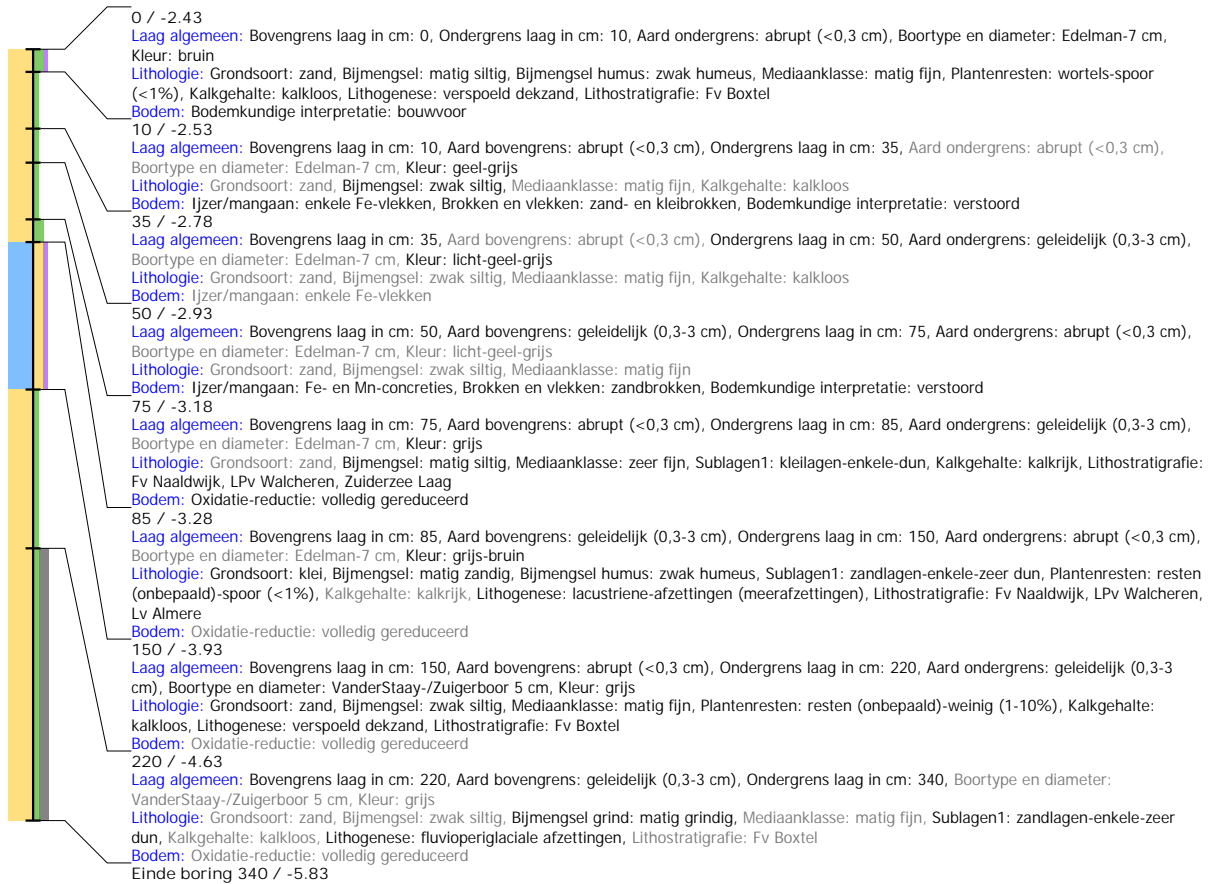 0 / -2.43
Laag algemeen: Bovengrens laag in cm: 0, Ondergrens laag in cm: 10, Aard ondergrens: abrupt (<0,3 cm), Boortype en diameter: Edelman-7 cm,
Kleur: bruin
Lithologie: Grondsoort: zand, Bijmengsel: matig siltig, Bijmengsel humus: zwak humeus, Mediaanklasse: matig fijn, Plantenresten: wortels-spoor
(<1%), Kalkgehalte: kalkloos, Lithogenese: verspoeld dekzand, Lithostratigrafie: Fv Boxtel
Bodem: Bodemkundige interpretatie: bouwvoor
10 / -2.53
Laag algemeen: Bovengrens laag in cm: 10, Aard bovengrens: abrupt (<0,3 cm), Ondergrens laag in cm: 35, Aard ondergrens: abrupt (<0,3 cm),
Boortype en diameter: Edelman-7 cm, Kleur: geel-grijs
Lithologie: Grondsoort: zand, Bijmengsel: zwak siltig, Mediaanklasse: matig fijn, Kalkgehalte: kalkloos
Bodem: Ijzer/mangaan: enkele Fe-vlekken, Brokken en vlekken: zand- en kleibrokken, Bodemkundige interpretatie: verstoord
35 / -2.78
Laag algemeen: Bovengrens laag in cm: 35, Aard bovengrens: abrupt (<0,3 cm), Ondergrens laag in cm: 50, Aard ondergrens: geleidelijk (0,3-3 cm),
Boortype en diameter: Edelman-7 cm, Kleur: licht-geel-grijs
Lithologie: Grondsoort: zand, Bijmengsel: zwak siltig, Mediaanklasse: matig fijn, Kalkgehalte: kalkloos
Bodem: Ijzer/mangaan: enkele Fe-vlekken
50 / -2.93
Laag algemeen: Bovengrens laag in cm: 50, Aard bovengrens: geleidelijk (0,3-3 cm), Ondergrens laag in cm: 75, Aard ondergrens: abrupt (<0,3 cm),
Boortype en diameter: Edelman-7 cm, Kleur: licht-geel-grijs
Lithologie: Grondsoort: zand, Bijmengsel: zwak siltig, Mediaanklasse: matig fijn
Bodem: Ijzer/mangaan: Fe- en Mn-concreties, Brokken en vlekken: zandbrokken, Bodemkundige interpretatie: verstoord
75 / -3.18
Laag algemeen: Bovengrens laag in cm: 75, Aard bovengrens: abrupt (<0,3 cm), Ondergrens laag in cm: 85, Aard ondergrens: geleidelijk (0,3-3 cm),
Boortype en diameter: Edelman-7 cm, Kleur: grijs
Lithologie: Grondsoort: zand, Bijmengsel: matig siltig, Mediaanklasse: zeer fijn, Sublagen1: kleilagen-enkele-dun, Kalkgehalte: kalkrijk, Lithostratigrafie:
Fv Naaldwijk, LPv Walcheren, Zuiderzee Laag
Bodem: Oxidatie-reductie: volledig gereduceerd
85 / -3.28
Laag algemeen: Bovengrens laag in cm: 85, Aard bovengrens: geleidelijk (0,3-3 cm), Ondergrens laag in cm: 150, Aard ondergrens: abrupt (<0,3 cm),
Boortype en diameter: Edelman-7 cm, Kleur: grijs-bruin
Lithologie: Grondsoort: klei, Bijmengsel: matig zandig, Bijmengsel humus: zwak humeus, Sublagen1: zandlagen-enkele-zeer dun, Plantenresten: resten
(onbepaald)-spoor (<1%), Kalkgehalte: kalkrijk, Lithogenese: lacustriene-afzettingen (meerafzettingen), Lithostratigrafie: Fv Naaldwijk, LPv Walcheren,
Lv Almere
Bodem: Oxidatie-reductie: volledig gereduceerd
150 / -3.93
Laag algemeen: Bovengrens laag in cm: 150, Aard bovengrens: abrupt (<0,3 cm), Ondergrens laag in cm: 220, Aard ondergrens: geleidelijk (0,3-3
cm), Boortype en diameter: VanderStaay-/Zuigerboor 5 cm, Kleur: grijs
Lithologie: Grondsoort: zand, Bijmengsel: zwak siltig, Mediaanklasse: matig fijn, Plantenresten: resten (onbepaald)-weinig (1-10%), Kalkgehalte:
kalkloos, Lithogenese: verspoeld dekzand, Lithostratigrafie: Fv Boxtel
Bodem: Oxidatie-reductie: volledig gereduceerd
220 / -4.63
Laag algemeen: Bovengrens laag in cm: 220, Aard bovengrens: geleidelijk (0,3-3 cm), Ondergrens laag in cm: 340, Boortype en diameter:
VanderStaay-/Zuigerboor 5 cm, Kleur: grijs
Lithologie: Grondsoort: zand, Bijmengsel: zwak siltig, Bijmengsel grind: matig grindig, Mediaanklasse: matig fijn, Sublagen1: zandlagen-enkele-zeer
dun, Kalkgehalte: kalkloos, Lithogenese: fluvioperiglaciale afzettingen, Lithostratigrafie: Fv Boxtel
Bodem: Oxidatie-reductie: volledig gereduceerd
Einde boring 340 / -5.83